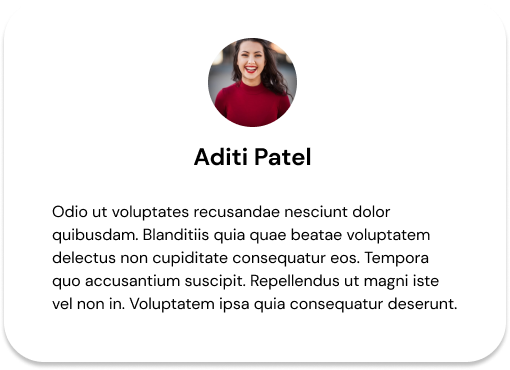 Aditi Patel
Odio ut voluptates recusandae nesciunt dolor
quibusdam. Blanditiis quia quae beatae voluptatem
delectus non cupiditate consequatur eos. Tempora
quo accusantium suscipit. Repellendus ut magni iste
vel non in. Voluptatem ipsa quia consequatur deserunt.